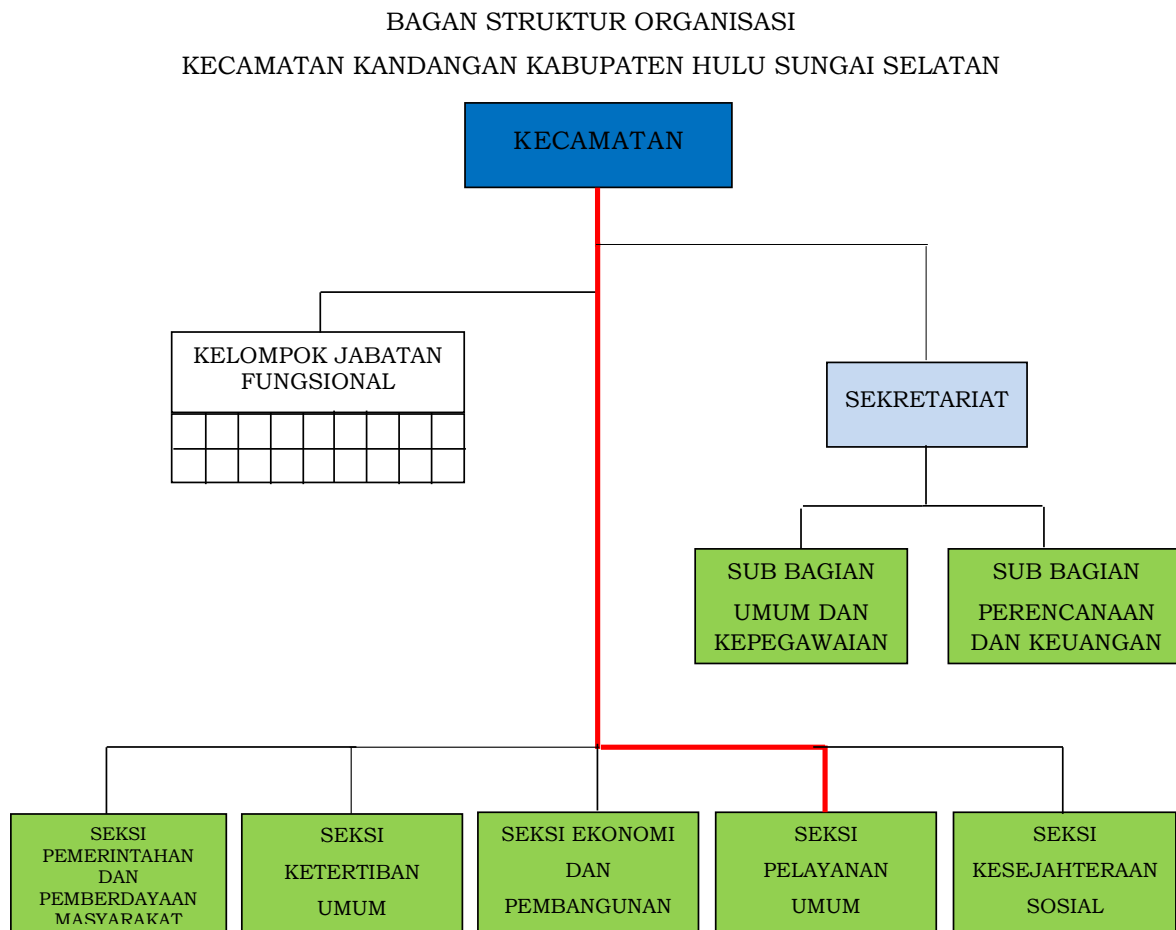 BAGAN STRUKTUR ORGANISASI
KECAMATAN KANDANGAN KABUPATEN HULU SUNGAI SELATAN
KECAMATAN
KELOMPOK JABATAN
FUNGSIONAL
SEKRETARIAT
SUB BAGIAN
UMUM DAN
KEPEGAWAIAN
SUB BAGIAN
PERENCANAAN
DAN KEUANGAN
SEKSI
PEMERINTAHAN
DAN
PEMBERDAYAAN
MASYARAKAT
SEKSI
KETERTIBAN
UMUM
SEKSI EKONOMI
DAN
PEMBANGUNAN
SEKSI
PELAYANAN
UMUM
SEKSI
KESEJAHTERAAN
SOSIAL